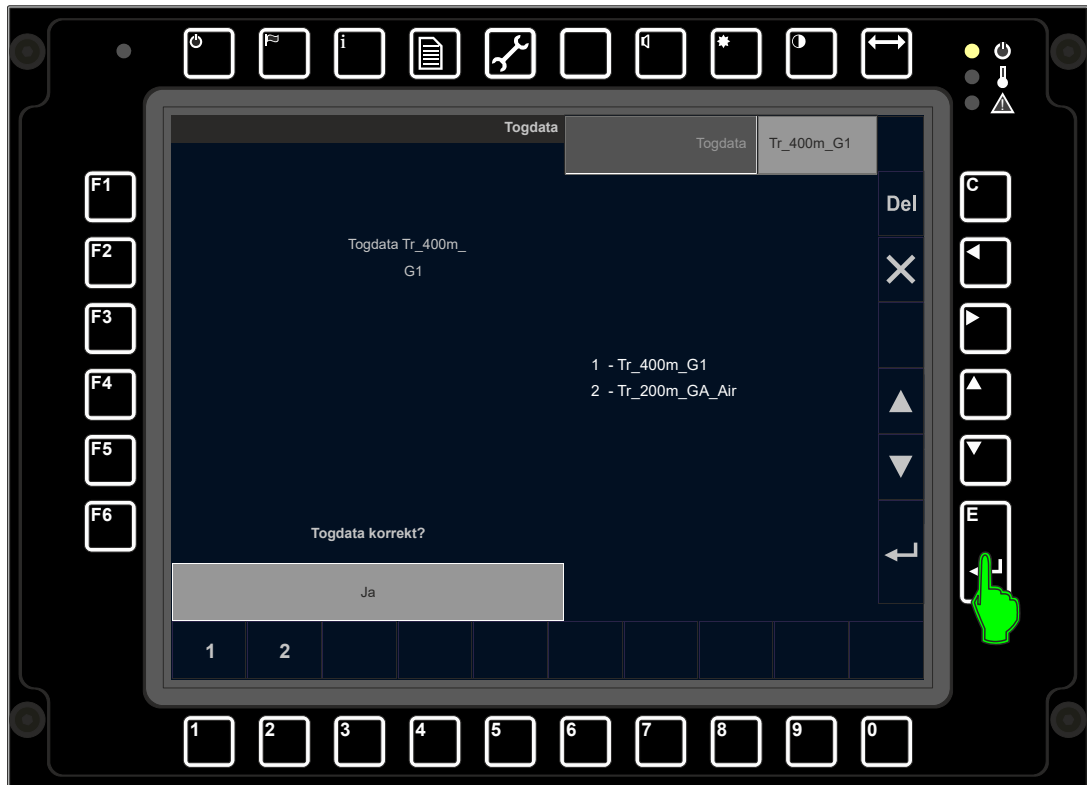 i
Togdata
Togdata
Tr_400m_G1
F1
Del
C
F2
Togdata Tr_400m_
G1
F3
1 - Tr_400m_G1
F4
2 - Tr_200m_GA_Air
F5
F6
Togdata korrekt?
E
Ja
1 2
1 2 3 4 5 6 7 8 9 0